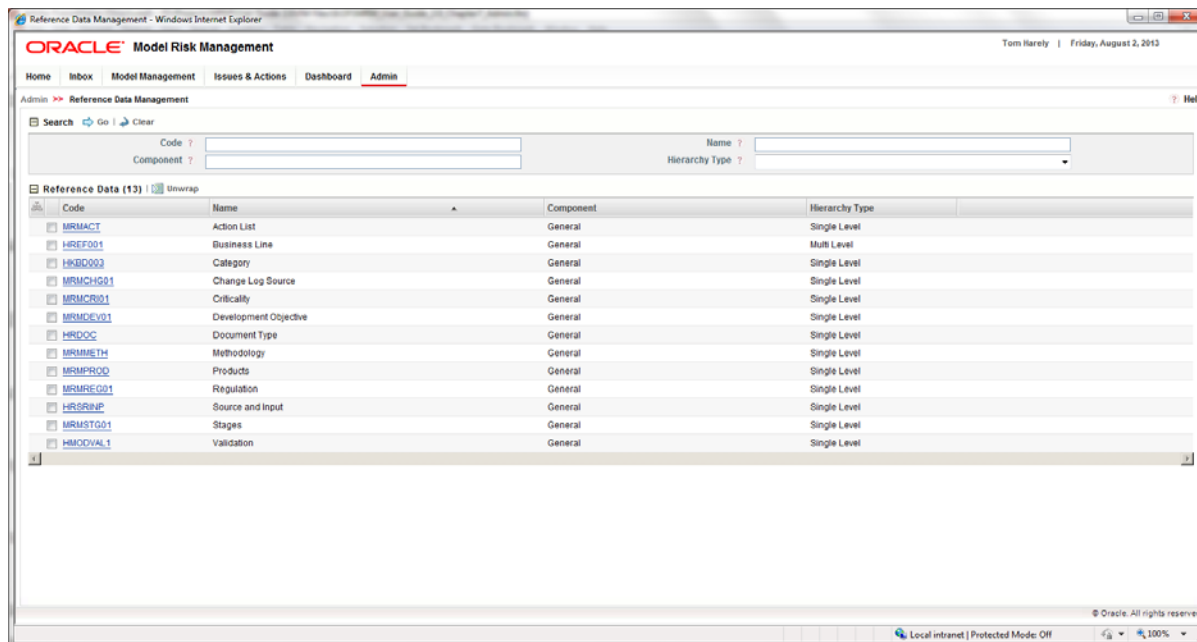 Reference Data Management - Windows Internet Explorer
ORACLE Model Risk Management
Tom Harely | Friday, August 2, 2013
Home Inbox Model Management Issues & Actions Dashboard Admin
Admin >> Reference Data Management
? Hel
Search Go | Clear
Code ? Name ?
Component ? Hierarchy Type ?
Reference Data (13) | Unwrap
Code Name Component Hierarchy Type
MRMACT Action List General Single Level
HREF001 Business Line General Multi Level
HKBD003 Category General Single Level
MRMCHG01 Change Log Source General Single Level
MRMCRI01 Criticality General Single Level
MRMDEV01 Development Objective General Single Level
HRDOC Document Type General Single Level
MRMMETH Methodology General Single Level
MRMPROD Products General Single Level
MRMREG01 Regulation General Single Level
HRSRINP Source and Input General Single Level
MRMSTG01 Stages General Single Level
HMODVAL1 Validation General Single Level
© Oracle. All rights reserve
Local intranet | Protected Mode: Off
100%